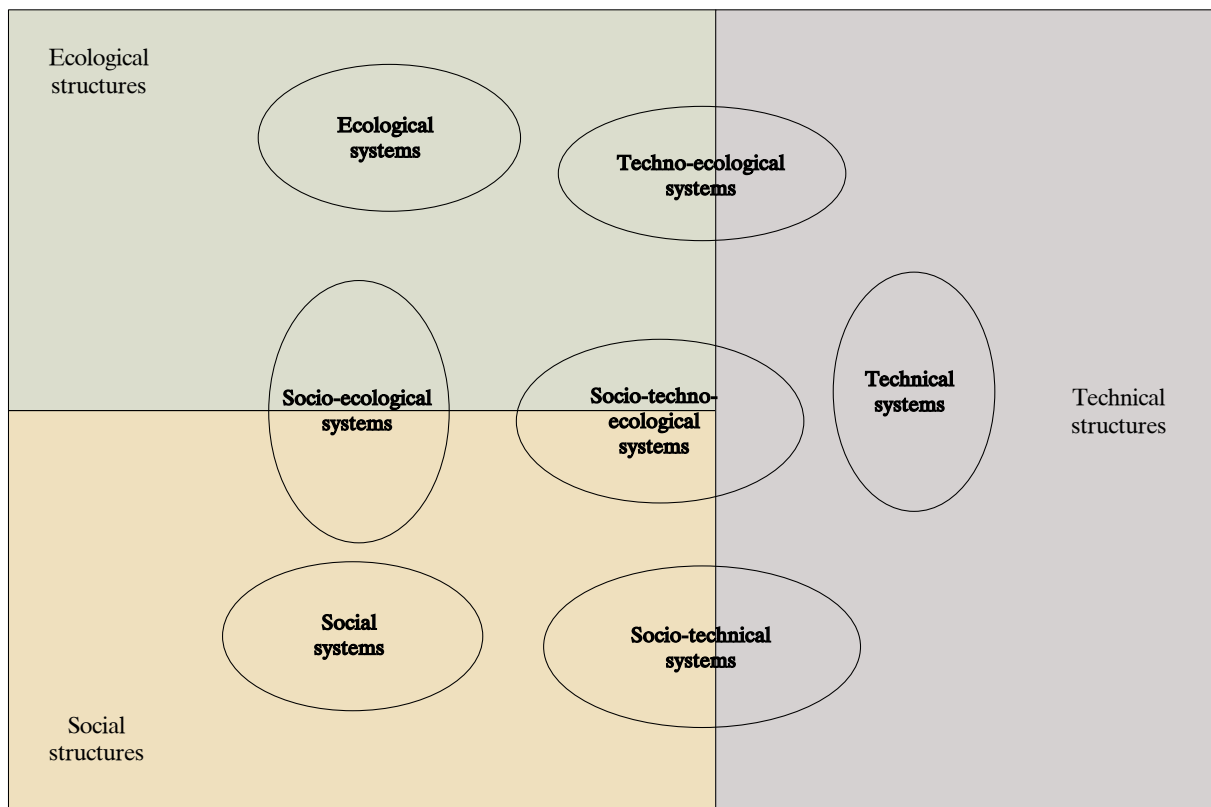 Ecological
structures
Ecological
systems
Techno-ecological
systems
Socio-ecological
systems
Socio-techno-
ecological
systems
Technical
systems
Technical
structures
Social
systems
Socio-technical
systems
Social
structures